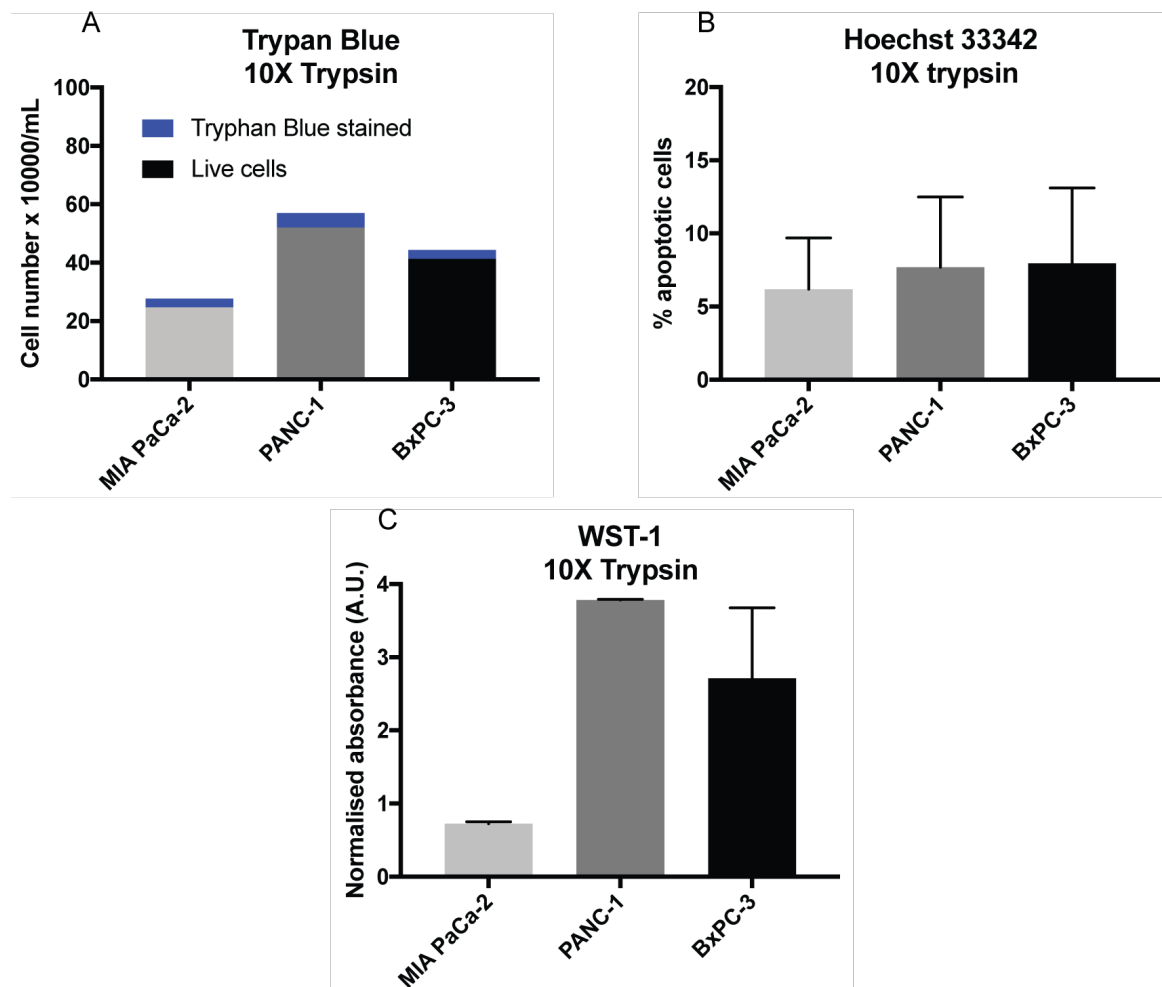 A
Trypan Blue
10X Trypsin
Cell number x 10000/mL
100
80
60
40
20
0
Tryphan Blue stained
Live cells
MIA PaCa-2
PANC-1
BxPC-3
B
Hoechst 33342
10X trypsin
% apoptotic cells
20
15
10
5
0
MIA PaCa-2
PANC-1
BxPC-3
C
WST-1
10X Trypsin
Normalised absorbance (A.U.)
4
3
2
1
0
MIA PaCa-2
PANC-1
BxPC-3